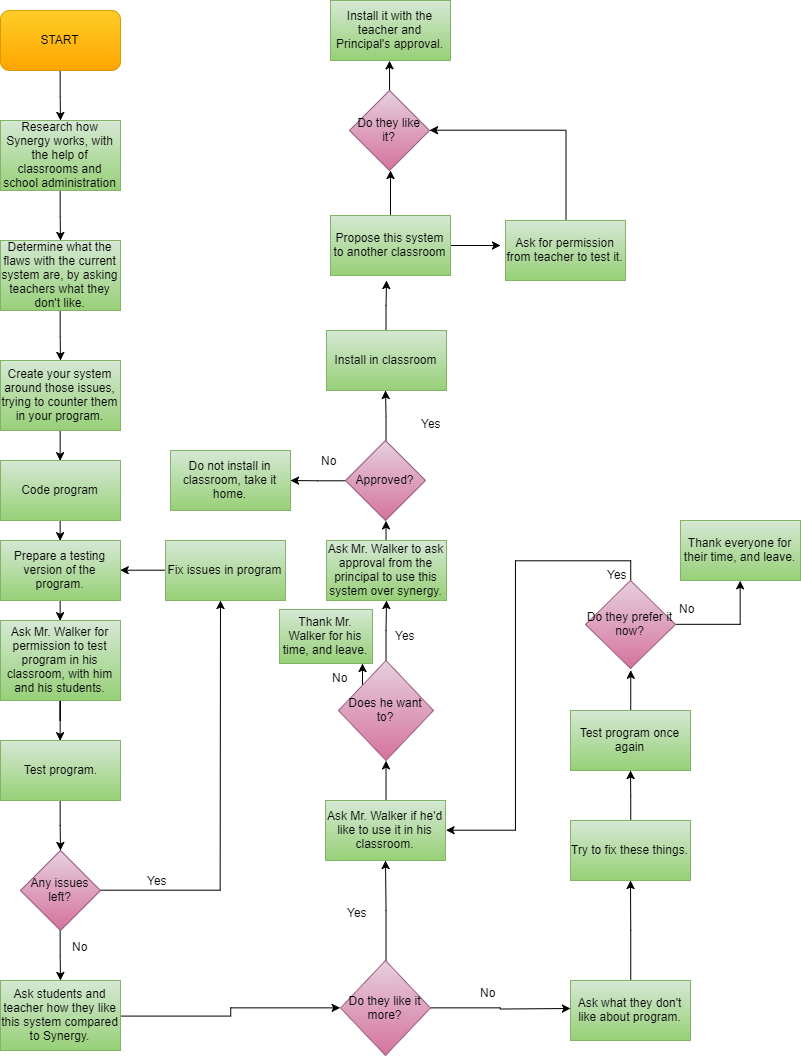 START
Research how
Synergy works, with
the help of
classrooms and
school administration
Determine what the
flaws with the current
system are, by asking
teachers what they
don't like.
Create your system
around those issues,
trying to counter them
in your program.
Code program
Prepare a testing
version of the
program.
Fix issues in program
Ask Mr. Walker for
permission to test
program in his
classroom, with him
and his students.
Test program.
Any issues
left?
Yes
No
Ask students and
teacher how they like
this system compared
to Synergy.
Do they like it
more?
Yes
No
Ask what they don't
like about program.
Try to fix these things.
Test program once
again
Do they prefer it
now?
Yes
No
Thank everyone for
their time, and leave.
Ask Mr. Walker if he'd
like to use it in his
classroom.
Does he want
to?
No
Thank Mr.
Walker for his
time, and leave.
Yes
Ask Mr. Walker to ask
approval from the
principal to use this
system over synergy.
Approved?
No
Do not install in
classroom, take it
home.
Yes
Install in classroom
Propose this system
to another classroom
Ask for permission
from teacher to test it.
Do they like
it?
Install it with the
teacher and
Principal's approval.